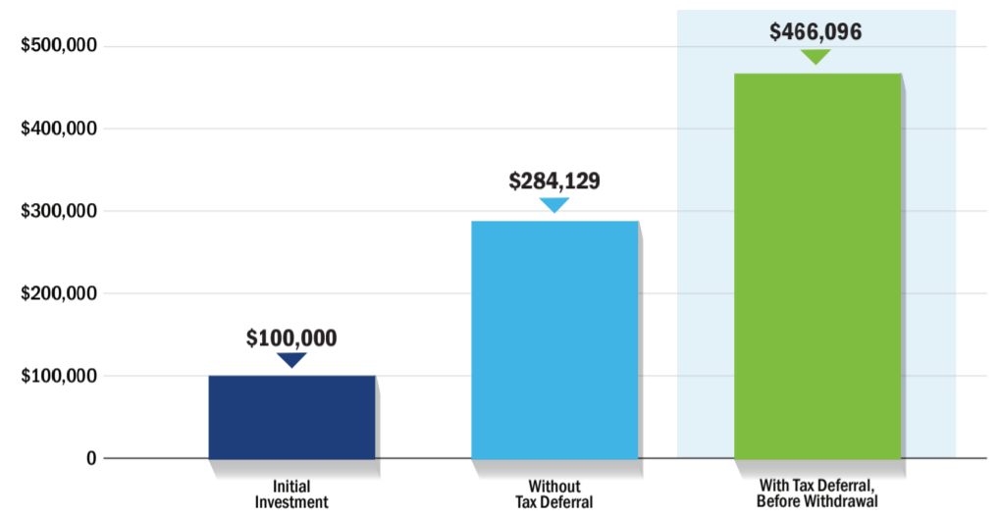 $500,000
$400,000
$300,000
$200,000
$100,000
0
$100,000
$284,129
$466,096
Initial
Investment
Without
Tax Deferral
With Tax Deferral,
Before Withdrawal